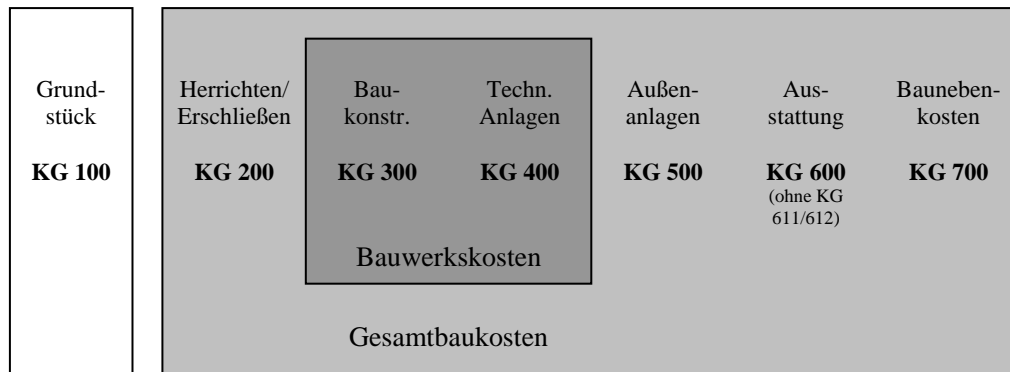 Grund-
stück
KG 100
Herrichten/
Erschließen
KG 200
Bau-
konstr.
KG 300
Techn.
Anlagen
KG 400
Außen-
anlagen
KG 500
Aus-
stattung
KG 600
(ohne KG
611/612)
Bauneben-
kosten
KG 700
Bauwerkskosten
Gesamtbaukosten